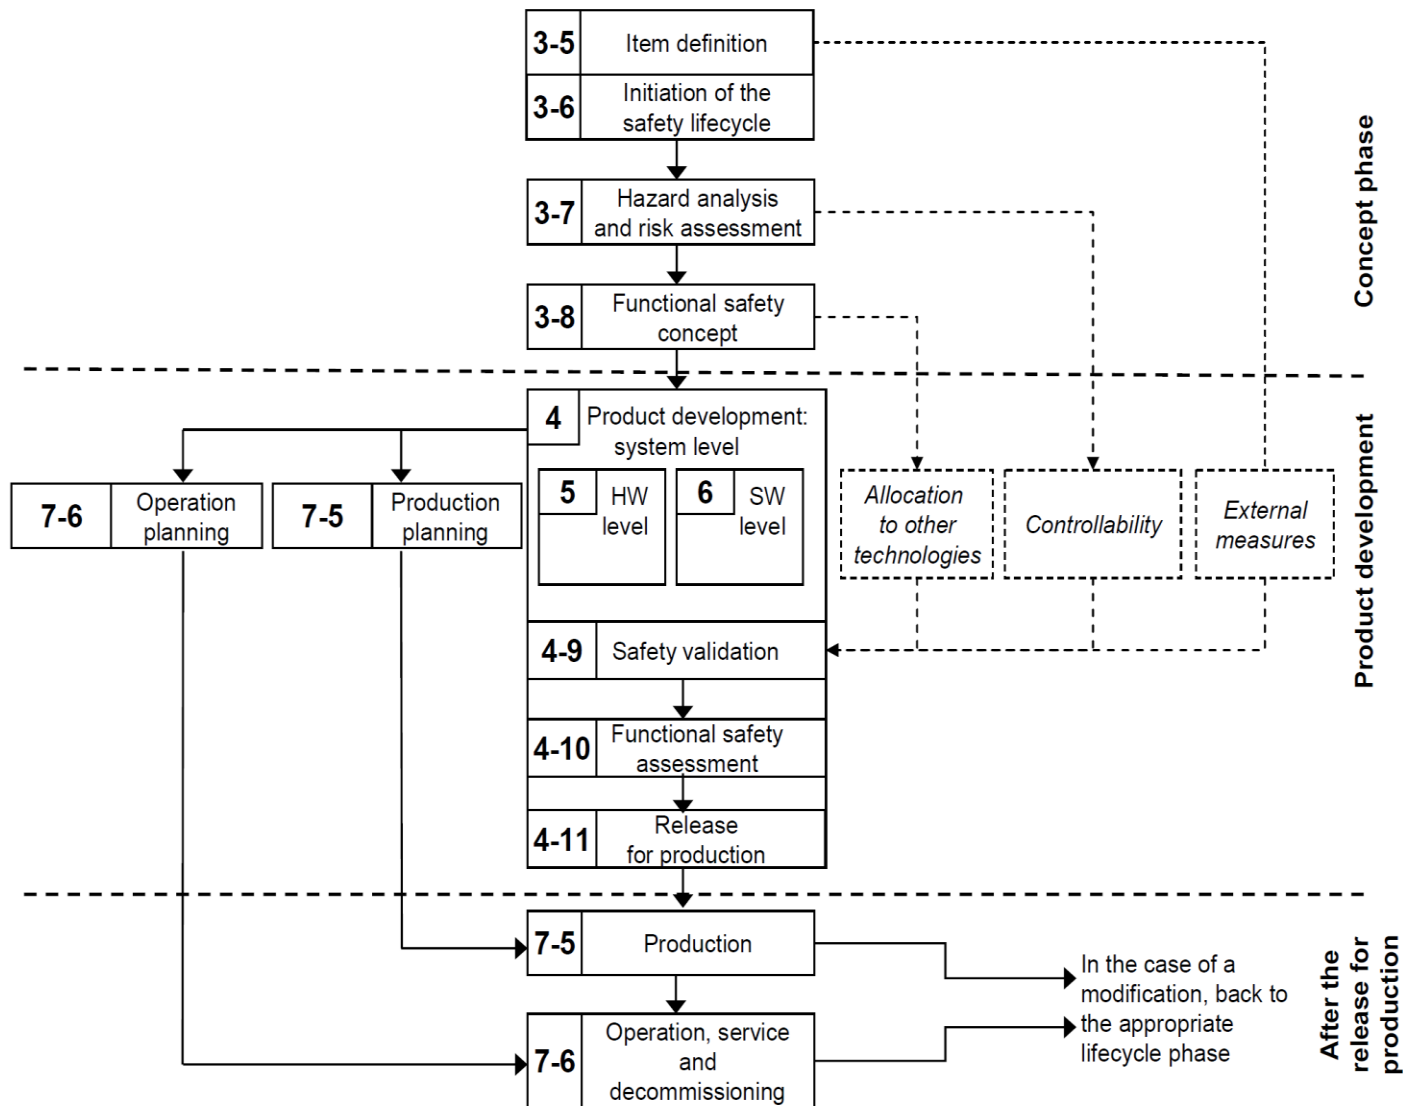 3-5
Item definition
3-6
Initiation of the
safety lifecycle
3-7
Hazard analysis
and risk assessment
3-8
Functional safety
concept
Concept phase
4
Product development:
system level
5
HW
level
6
SW
level
7-6
Operation
planning
7-5
Production
planning
Allocation
to other
technologies
Controllability
External
measures
4-9
Safety validation
4-10
Functional safety
assessment
4-11
Release
for production
Product development
7-5
Production
7-6
Operation, service
and
decommissioning
In the case of a
modification, back to
the appropriate
lifecycle phase
After the
release for
production